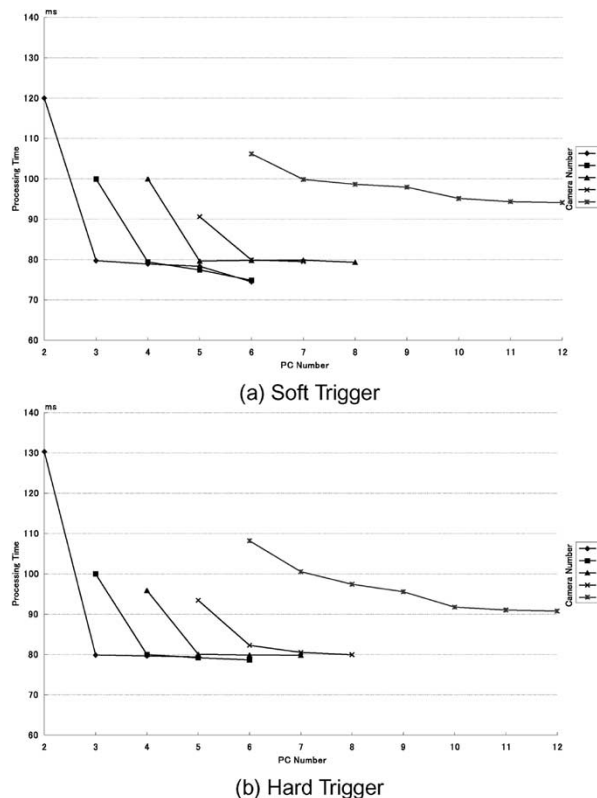 ms
140
130
120
110
100
90
80
70
60
Processing Time
2 3 4 5 6 7 8 9 10 11 12
PC Number
Camera Number
(a) Soft Trigger
ms
140
130
120
110
100
90
80
70
60
Processing Time
2 3 4 5 6 7 8 9 10 11 12
PC Number
Camera Number
(b) Hard Trigger